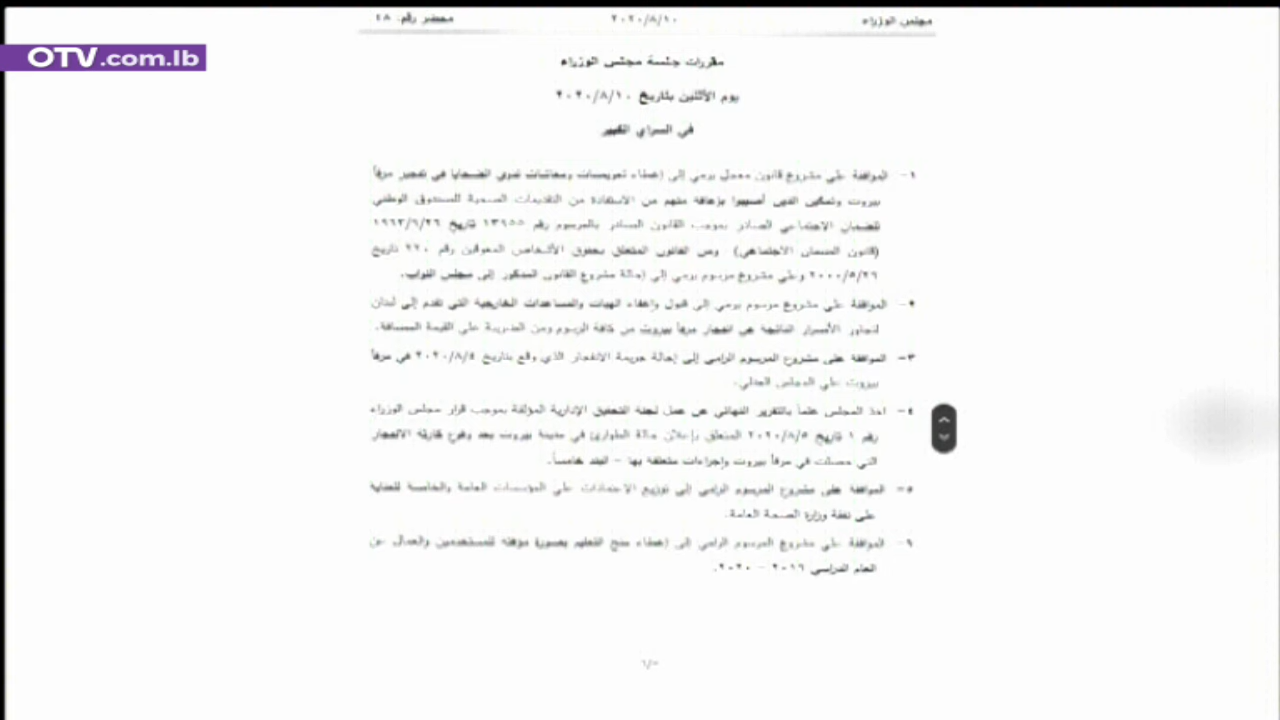 مجلس الوزراء ٢٠٢٠/٨/١٠ محضر رقم: ٤٨
OTV.com.lb
مقررات جلسة مجلس الوزراء
يوم الأثنين بتاريخ ٢٠٢٠/٨/١٠
في السراي الكبير
١- الموافقة على مشروع قانون معجل يرمي إلى إعطاء تعويضات ومعاشات لذوي الضحايا في تفجير مرفأ
بيروت وتمكين الذين أصيبوا بإعاقة منهم من الاستفادة من التقديمات الصحية للصندوق الوطني
للضمان الاجتماعي الصادر بموجب القانون الصادر بالمرسوم رقم ١٣٩٥٥ تاريخ ١٩٦٣/٩/٢٦
(قانون الضمان الاجتماعي) ومن القانون المتعلق بحقوق الأشخاص المعوقين رقم ٢٢٠ تاريخ
٢٠٠٠/٥/٢٩ وعلى مشروع مرسوم يرمي إلى إحالة مشروع القانون المذكور إلى مجلس النواب.
٢- الموافقة على مشروع مرسوم يرمي إلى قبول وإعفاء الهبات والمساعدات الخارجية التي تقدم إلى لبنان
لتجاوز الأضرار الناتجة عن انفجار مرفأ بيروت من كافة الرسوم ومن الضريبة على القيمة المضافة.
٣- الموافقة على مشروع المرسوم الرامي إلى إحالة جريمة الانفجار الذي وقع بتاريخ ٢٠٢٠/٨/٤ في مرفأ
بيروت على المجلس العدلي.
٤- اخذ المجلس علماً بالتقرير النهائي عن عمل لجنة التحقيق الإدارية المؤلفة بموجب قرار مجلس الوزراء
رقم ١ تاريخ ٢٠٢٠/٨/٥ المتعلق بإعلان حالة الطوارئ في مدينة بيروت بعد وقوع كارثة الانفجار
التي حصلت في مرفأ بيروت وإجراءات متعلقة بها – البند خامساً.
٥- الموافقة على مشروع المرسوم الرامي إلى توزيع الاعتمادات على المؤسسات العامة والخاصة للعناية
على نفقة وزارة الصحة العامة.
٦- الموافقة على مشروع المرسوم الرامي إلى إعطاء منح التعليم بصورة مؤقتة للمستخدمين والعمال عن
العام الدراسي ٢٠١٩ – ٢٠٢٠.